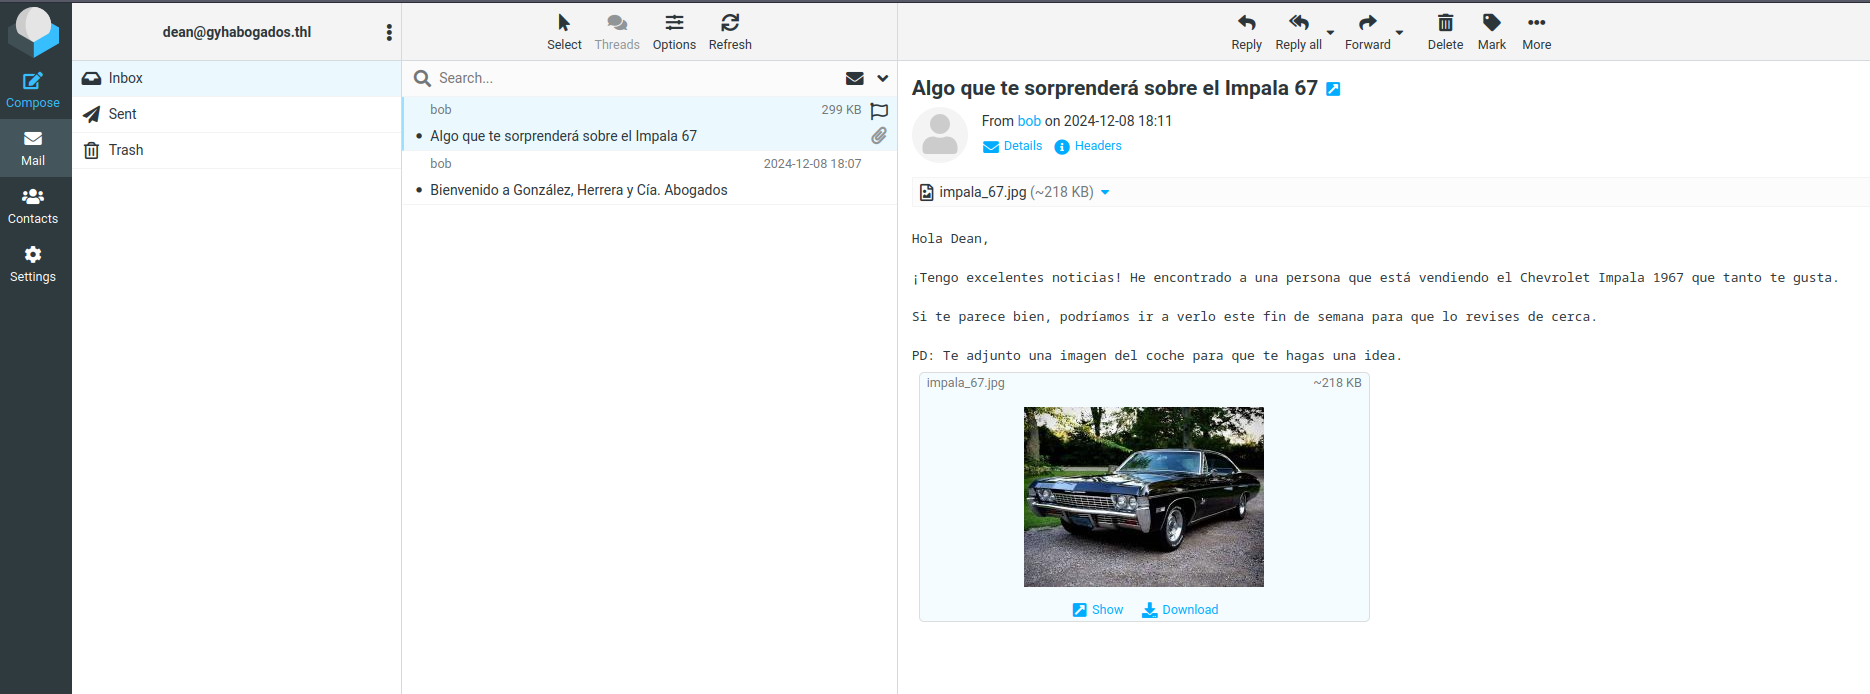 dean@gyhabogados.thl
Compose
Mail
Contacts
Settings
Inbox
Sent
Trash
Select
Threads
Options
Refresh
Search...
bob
299 KB
Algo que te sorprenderá sobre el Impala 67
bob
2024-12-08 18:07
Bienvenido a González, Herrera y Cía. Abogados
Reply
Reply all
Forward
Delete
Mark
More
Algo que te sorprenderá sobre el Impala 67
From bob on 2024-12-08 18:11
Details
Headers
impala_67.jpg (~218 KB)
Hola Dean,
¡Tengo excelentes noticias! He encontrado a una persona que está vendiendo el Chevrolet Impala 1967 que tanto te gusta.
Si te parece bien, podríamos ir a verlo este fin de semana para que lo revises de cerca.
PD: Te adjunto una imagen del coche para que te hagas una idea.
impala_67.jpg
~218 KB
Show
Download